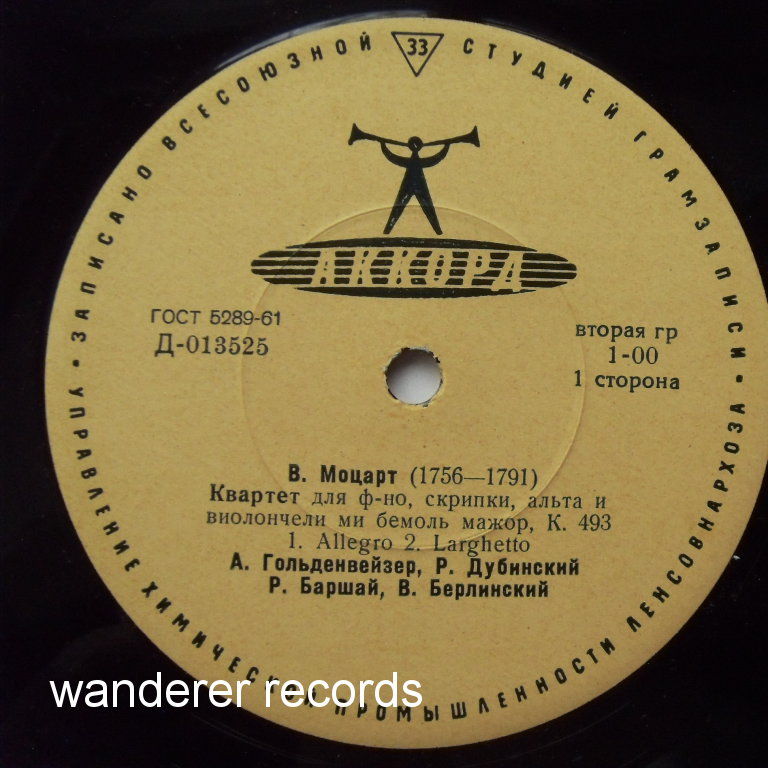 • ЗАПИСАНО ВСЕСОЮЗНОЙ 33 СТУДИЕЙ ГРАМЗАПИСИ •
АККОРД
ГОСТ 5289-61
Д-013525
вторая гр
1-00
1 сторона
В. Моцарт (1756—1791)
Квартет для ф-но, скрипки, альта и
виолончели ми бемоль мажор, К. 493
1. Allegro 2. Larghetto
А. Гольденвейзер, Р. Дубинский
Р. Баршай, В. Берлинский
УПРАВЛЕНИЕ ХИМИЧЕСКОЙ ПРОМЫШЛЕННОСТИ ЛЕНСОВНАРХОЗА
wanderer records